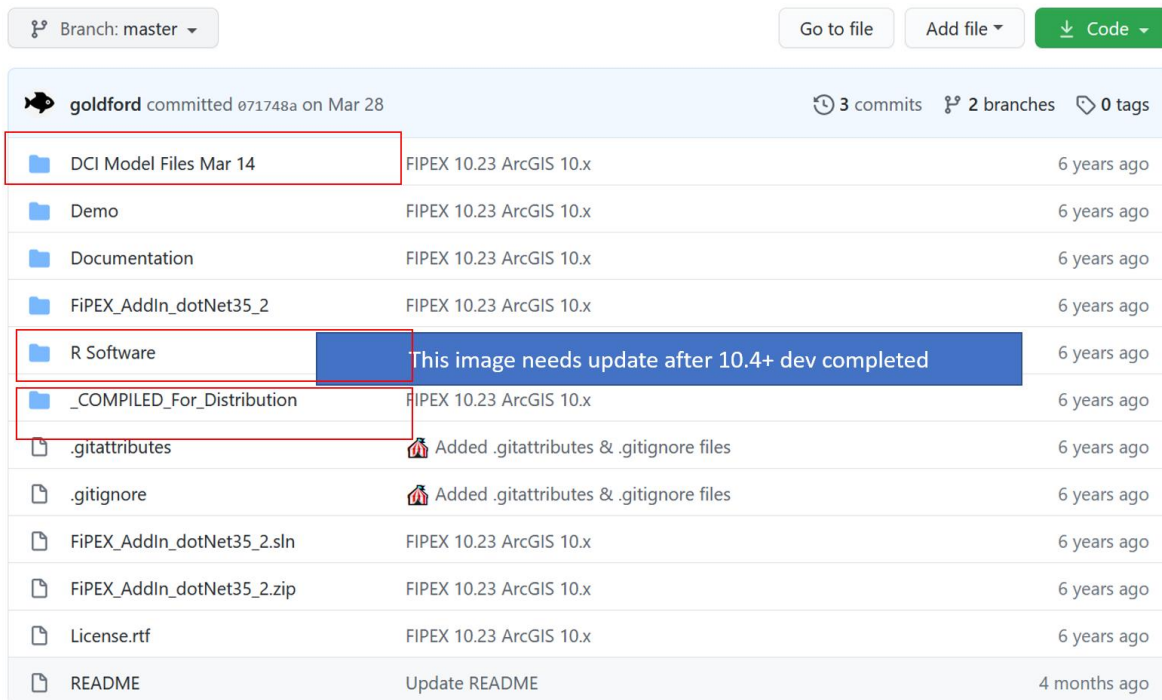 Branch: master Go to file Add file Code
goldford committed 071748a on Mar 28 3 commits 2 branches 0 tags
DCI Model Files Mar 14 FIPEX 10.23 ArcGIS 10.x 6 years ago
Demo FIPEX 10.23 ArcGIS 10.x 6 years ago
Documentation FIPEX 10.23 ArcGIS 10.x 6 years ago
FiPEX_AddIn_dotNet35_2 FIPEX 10.23 ArcGIS 10.x 6 years ago
R Software This image needs update after 10.4+ dev completed 6 years ago
_COMPILED_For_Distribution FIPEX 10.23 ArcGIS 10.x 6 years ago
.gitattributes Added .gitattributes & .gitignore files 6 years ago
.gitignore Added .gitattributes & .gitignore files 6 years ago
FiPEX_AddIn_dotNet35_2.sln FIPEX 10.23 ArcGIS 10.x 6 years ago
FiPEX_AddIn_dotNet35_2.zip FIPEX 10.23 ArcGIS 10.x 6 years ago
License.rtf FIPEX 10.23 ArcGIS 10.x 6 years ago
README Update README 4 months ago